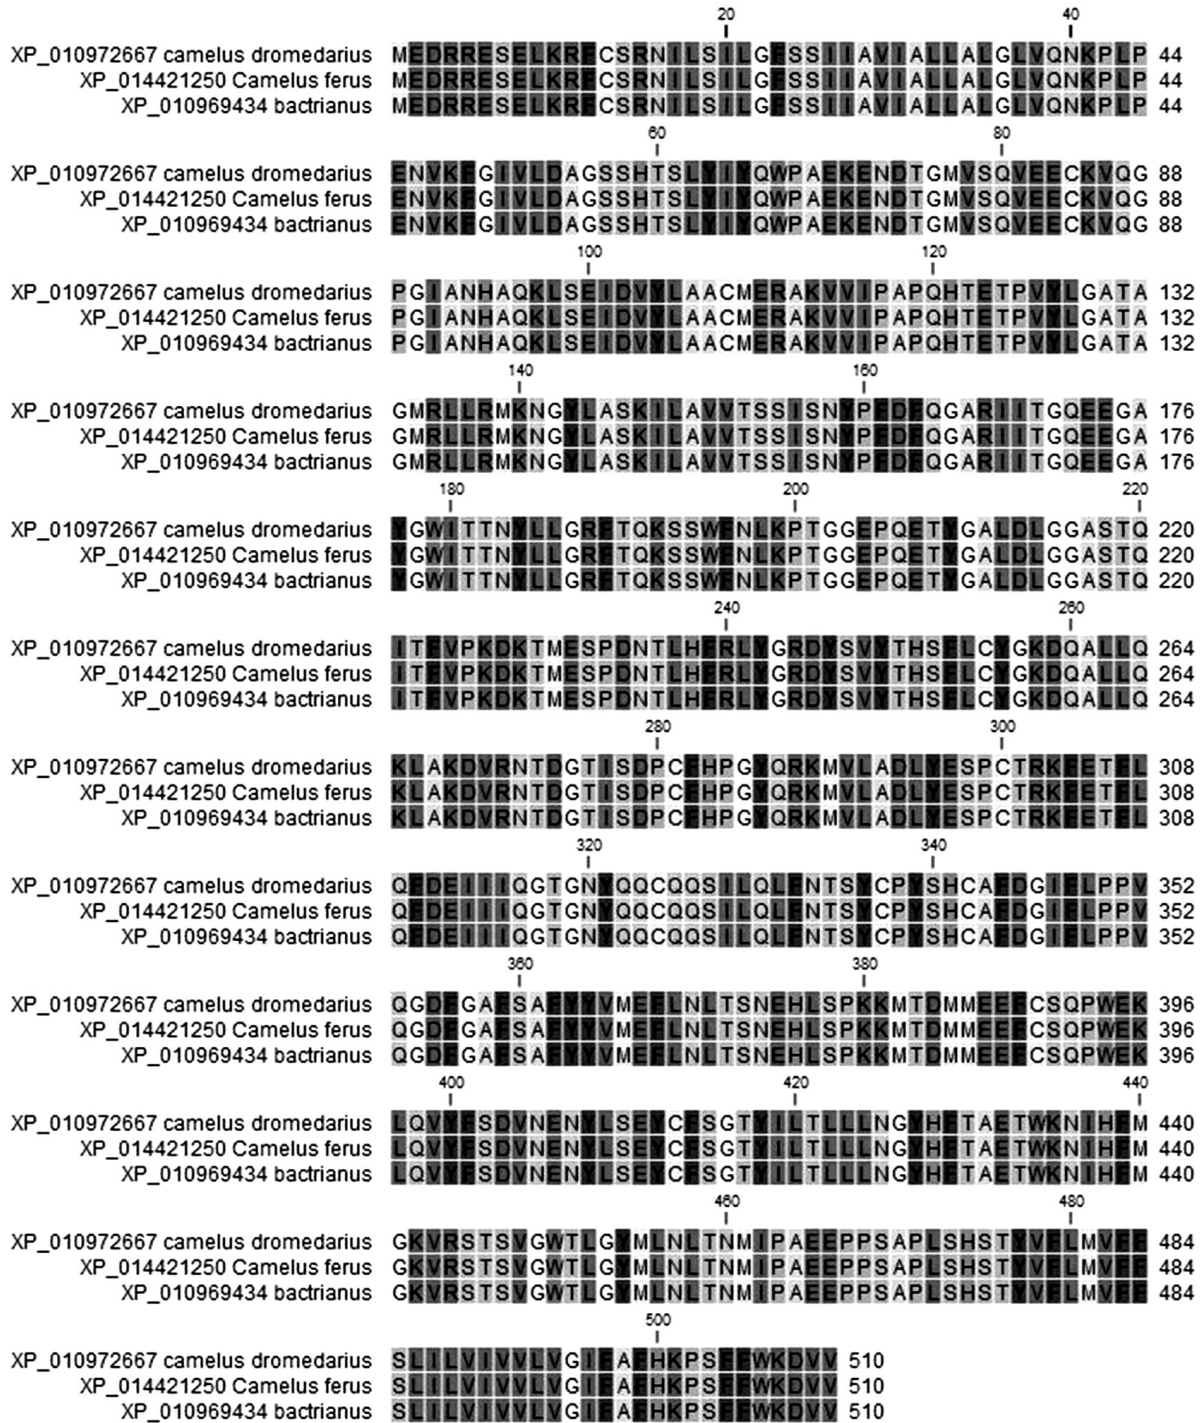 20 40
XP_010972667 camelus dromedarius MEDRRESELKRFCSRNILSILGFSSIIAVIALLALGLVQNKPLP 44
XP_014421250 Camelus ferus MEDRRESELKRFCSRNILSILGFSSIIAVIALLALGLVQNKPLP 44
XP_010969434 bactrianus MEDRRESELKRFCSRNILSILGFSSIIAVIALLALGLVQNKPLP 44
60 80
XP_010972667 camelus dromedarius ENVKFGIVLDAGSSHTSLYIYQWPAEKENDTGMVSQVEECKVQG 88
XP_014421250 Camelus ferus ENVKFGIVLDAGSSHTSLYIYQWPAEKENDTGMVSQVEECKVQG 88
XP_010969434 bactrianus ENVKFGIVLDAGSSHTSLYIYQWPAEKENDTGMVSQVEECKVQG 88
100 120
XP_010972667 camelus dromedarius PGIANHAQKLSEIDVYLAACMERAKVVIPAPQHTETPVYLGATA 132
XP_014421250 Camelus ferus PGIANHAQKLSEIDVYLAACMERAKVVIPAPQHTETPVYLGATA 132
XP_010969434 bactrianus PGIANHAQKLSEIDVYLAACMERAKVVIPAPQHTETPVYLGATA 132
140 160
XP_010972667 camelus dromedarius GMRLLRMKNGYLASKILAVVTSSISNYPFDFQGARIITGQEEGA 176
XP_014421250 Camelus ferus GMRLLRMKNGYLASKILAVVTSSISNYPFDFQGARIITGQEEGA 176
XP_010969434 bactrianus GMRLLRMKNGYLASKILAVVTSSISNYPFDFQGARIITGQEEGA 176
180 200 220
XP_010972667 camelus dromedarius YGWITTNYLLGRFTQKSSWFNLKPTGGEPQETYGALDLGGASTQ 220
XP_014421250 Camelus ferus YGWITTNYLLGRFTQKSSWFNLKPTGGEPQETYGALDLGGASTQ 220
XP_010969434 bactrianus YGWITTNYLLGRFTQKSSWFNLKPTGGEPQETYGALDLGGASTQ 220
240 260
XP_010972667 camelus dromedarius ITFVPKDKTMESPDNTLHFRLYGRDYSVYTHSFLCYGKDQALLQ 264
XP_014421250 Camelus ferus ITFVPKDKTMESPDNTLHFRLYGRDYSVYTHSFLCYGKDQALLQ 264
XP_010969434 bactrianus ITFVPKDKTMESPDNTLHFRLYGRDYSVYTHSFLCYGKDQALLQ 264
280 300
XP_010972667 camelus dromedarius KLAKDVRNTDGTISDPCFHPGYQRKMVLADLYESPCTRKFETFL 308
XP_014421250 Camelus ferus KLAKDVRNTDGTISDPCFHPGYQRKMVLADLYESPCTRKFETFL 308
XP_010969434 bactrianus KLAKDVRNTDGTISDPCFHPGYQRKMVLADLYESPCTRKFETFL 308
320 340
XP_010972667 camelus dromedarius QFDEIIIQGTGNYQQCQQSILQLFNTSYCPYSHCAFDGIFLPPV 352
XP_014421250 Camelus ferus QFDEIIIQGTGNYQQCQQSILQLFNTSYCPYSHCAFDGIFLPPV 352
XP_010969434 bactrianus QFDEIIIQGTGNYQQCQQSILQLFNTSYCPYSHCAFDGIFLPPV 352
360 380
XP_010972667 camelus dromedarius QGDFGAFSAFYYVMEFLNLTSNEHLSPKKMTDMMEEFCSQPWEK 396
XP_014421250 Camelus ferus QGDFGAFSAFYYVMEFLNLTSNEHLSPKKMTDMMEEFCSQPWEK 396
XP_010969434 bactrianus QGDFGAFSAFYYVMEFLNLTSNEHLSPKKMTDMMEEFCSQPWEK 396
400 420 440
XP_010972667 camelus dromedarius LQVYFSDVNENYLSEYCFSGTYILTLLLNGYHFTAETWKNIHFM 440
XP_014421250 Camelus ferus LQVYFSDVNENYLSEYCFSGTYILTLLLNGYHFTAETWKNIHFM 440
XP_010969434 bactrianus LQVYFSDVNENYLSEYCFSGTYILTLLLNGYHFTAETWKNIHFM 440
460 480
XP_010972667 camelus dromedarius GKVRSTSVGWTLGYMLNLTNMIPAEEPPSAPLSHSTYVFLMVFF 484
XP_014421250 Camelus ferus GKVRSTSVGWTLGYMLNLTNMIPAEEPPSAPLSHSTYVFLMVFF 484
XP_010969434 bactrianus GKVRSTSVGWTLGYMLNLTNMIPAEEPPSAPLSHSTYVFLMVFF 484
500
XP_010972667 camelus dromedarius SLILVIVVLVGIFAFHKPSFFWKDVV 510
XP_014421250 Camelus ferus SLILVIVVLVGIFAFHKPSFFWKDVV 510
XP_010969434 bactrianus SLILVIVVLVGIFAFHKPSFFWKDVV 510